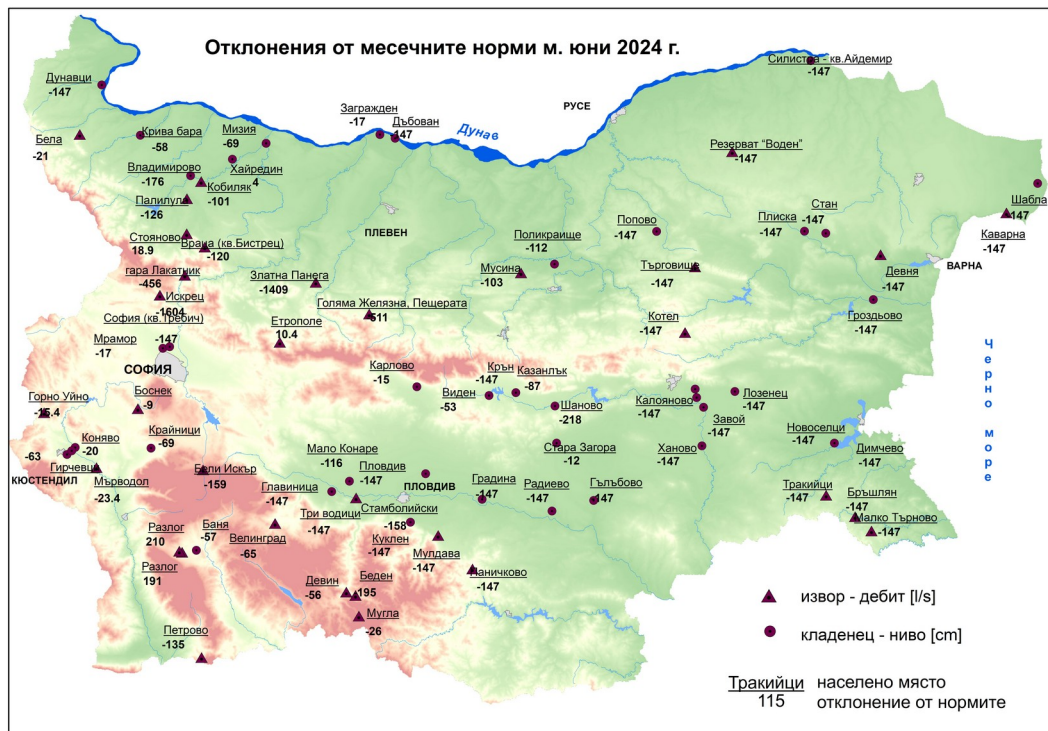 Отклонения от месечните норми м. юни 2024 г.
Силистра - кв.Айдемир
-147
Дунавци
-147
Загражден
-17
РУСЕ
Дъбован
-147
Дунав
Бела
-21
Крива бара
-58
Мизия
-69
Хайредин
4
Резерват "Воден"
-147
Владимирово
-176
Кобиляк
-101
Палилула
-126
Шабла
147
Каварна
-147
Стояново
18.9
Враца (кв.Бистрец)
-120
ПЛЕВЕН
Поликраище
-112
Попово
-147
Плиска
-147
Стан
-147
ВАРНА
гара Лакатник
-456
Златна Панега
-1409
Мусина
-103
Търговище
-147
Девня
-147
Искрец
-1604
Голяма Желязна, Пещерата
511
София (кв.Требич)
-147
Етрополе
10.4
Котел
-147
Гроздьово
-147
Мрамор
-17
СОФИЯ
Черно море
Карлово
-15
Крън
-147
Казанлък
-87
Виден
-53
Шаново
-218
Калояново
-147
Лозенец
-147
Завой
-147
Горно Уйно
-15.4
Боснек
-9
Коняво
-20
-63
Гирчевци
КЮСТЕНДИЛ
Мърводол
-23.4
Крайници
-69
Стара Загора
-12
Ханово
-147
Новоселци
Димчево
-147
Мало Конаре
-116
Пловдив
-147
ПЛОВДИВ
Бели Искър
-159
Главиница
-147
Три водици
-147
Стамболийски
-158
Градина
-147
Радиево
-147
Гълъбово
147
Тракийци
-147
Бръшлян
-147
Малко Търново
-147
Разлог
210
Баня
-57
Велинград
-65
Куклен
-147
Мулдава
-147
Разлог
191
Девин
-56
Беден
195
Паничково
-147
Мугла
-26
Петрово
-135
извор - дебит [l/s]
кладенец - ниво [cm]
Тракийци населено място
115 отклонение от нормите